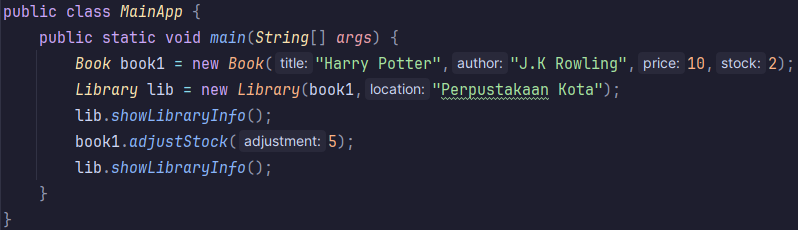 public class MainApp {
    public static void main(String[] args) {
        Book book1 = new Book( title: "Harry Potter", author: "J.K Rowling", price: 10, stock: 2);
        Library lib = new Library(book1, location: "Perpustakaan Kota");
        lib.showLibraryInfo();
        book1.adjustStock( adjustment: 5);
        lib.showLibraryInfo();
    }
}